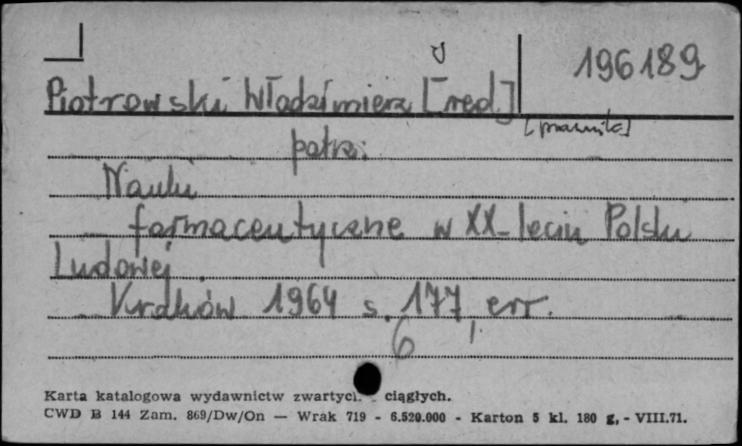 196189
Piotrowski Włodzimierz [red]
patrz:
Nauki
farmaceutyczne w XX-leciu Polski
Ludowej.
Kraków 1964 s. 177, err.
6
Karta katalogowa wydawnictw zwartych ciągłych.
CWD B 144 Zam. 869/Dw/On — Wrak 719 - 6.520.000 - Karton 5 kl. 180 g, - VIII.71.